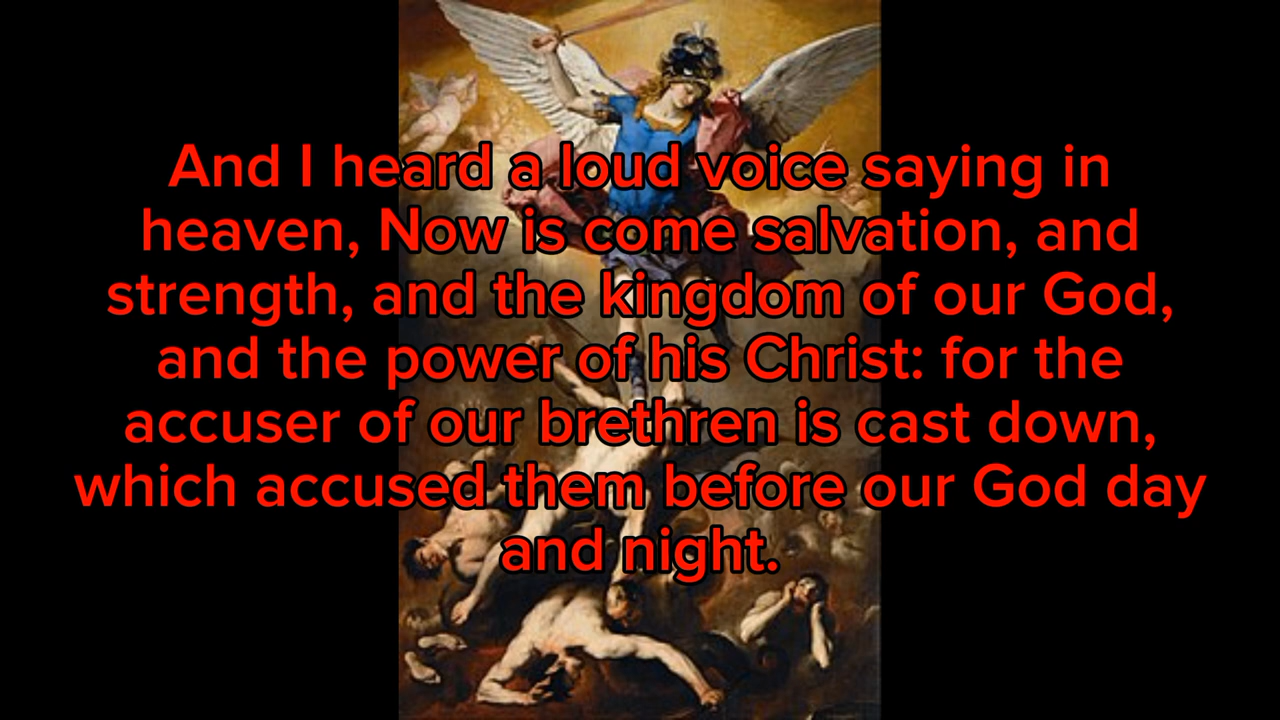 And I heard a loud voice saying in
heaven, Now is come salvation, and
strength, and the kingdom of our God,
and the power of his Christ: for the
accuser of our brethren is cast down,
which accused them before our God day
and night.